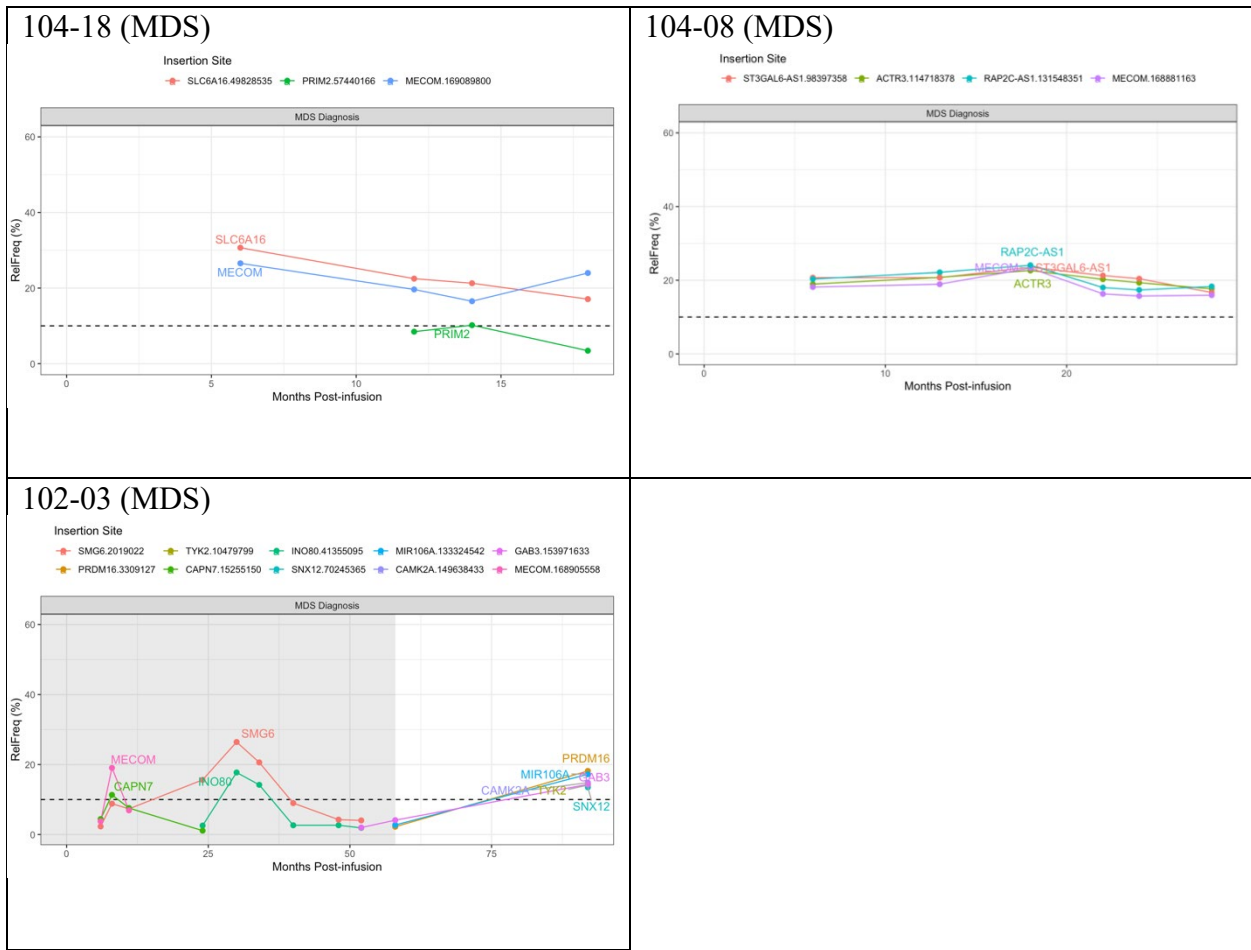 104-18 (MDS)
Insertion Site
SLC6A16.49828535 PRIM2.57440166 MECOM.169089800
MDS Diagnosis
60
40
20
0
RelFreq (%)
SLC6A16
MECOM
PRIM2
0 5 10 15
Months Post-infusion
104-08 (MDS)
Insertion Site
ST3GAL6-AS1.98397358 ACTR3.114718378 RAP2C-AS1.131548351 MECOM.168881163
MDS Diagnosis
60
40
20
0
RelFreq (%)
RAP2C-AS1
MECOM ST3GAL6-AS1
ACTR3
0 10 20
Months Post-infusion
102-03 (MDS)
Insertion Site
SMG6.2019022 TYK2.10479799 INO80.41355095 MIR106A.133324542 GAB3.153971633
PRDM16.3309127 CAPN7.15255150 SNX12.70245365 CAMK2A.149638433 MECOM.168905558
MDS Diagnosis
60
40
20
0
RelFreq (%)
SMG6
MECOM
PRDM16
MIR106A
GAB3
CAPN7
INO80
CAMK2A TYK2
SNX12
0 25 50 75
Months Post-infusion